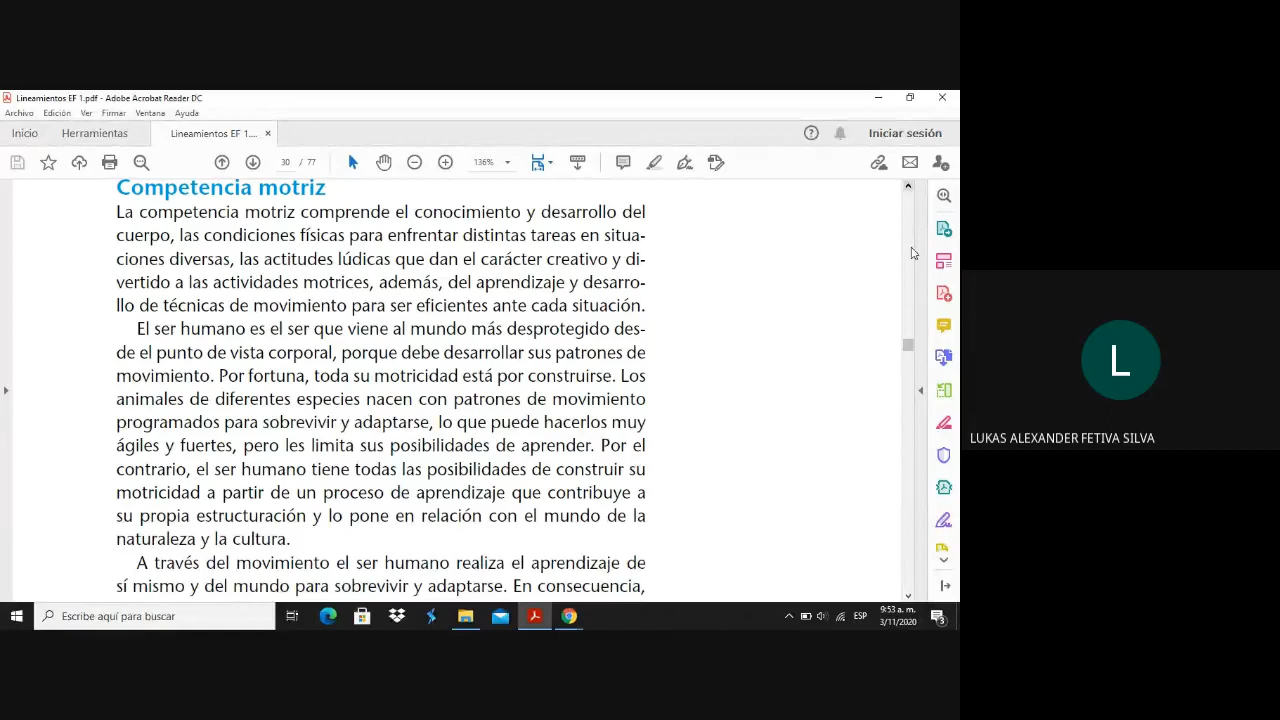 Lineamientos EF 1.pdf - Adobe Acrobat Reader DC
Archivo Edición Ver Firmar Ventana Ayuda
Inicio Herramientas Lineamientos EF 1.... × Iniciar sesión
30 / 77 136%
Competencia motriz
La competencia motriz comprende el conocimiento y desarrollo del
cuerpo, las condiciones físicas para enfrentar distintas tareas en situa-
ciones diversas, las actitudes lúdicas que dan el carácter creativo y di-
vertido a las actividades motrices, además, del aprendizaje y desarro-
llo de técnicas de movimiento para ser eficientes ante cada situación.
El ser humano es el ser que viene al mundo más desprotegido des-
de el punto de vista corporal, porque debe desarrollar sus patrones de
movimiento. Por fortuna, toda su motricidad está por construirse. Los
animales de diferentes especies nacen con patrones de movimiento
programados para sobrevivir y adaptarse, lo que puede hacerlos muy
ágiles y fuertes, pero les limita sus posibilidades de aprender. Por el
contrario, el ser humano tiene todas las posibilidades de construir su
motricidad a partir de un proceso de aprendizaje que contribuye a
su propia estructuración y lo pone en relación con el mundo de la
naturaleza y la cultura.
A través del movimiento el ser humano realiza el aprendizaje de
sí mismo y del mundo para sobrevivir y adaptarse. En consecuencia,
L
LUKAS ALEXANDER FETIVA SILVA
Escribe aquí para buscar
ESP
9:53 a. m.
3/11/2020
3